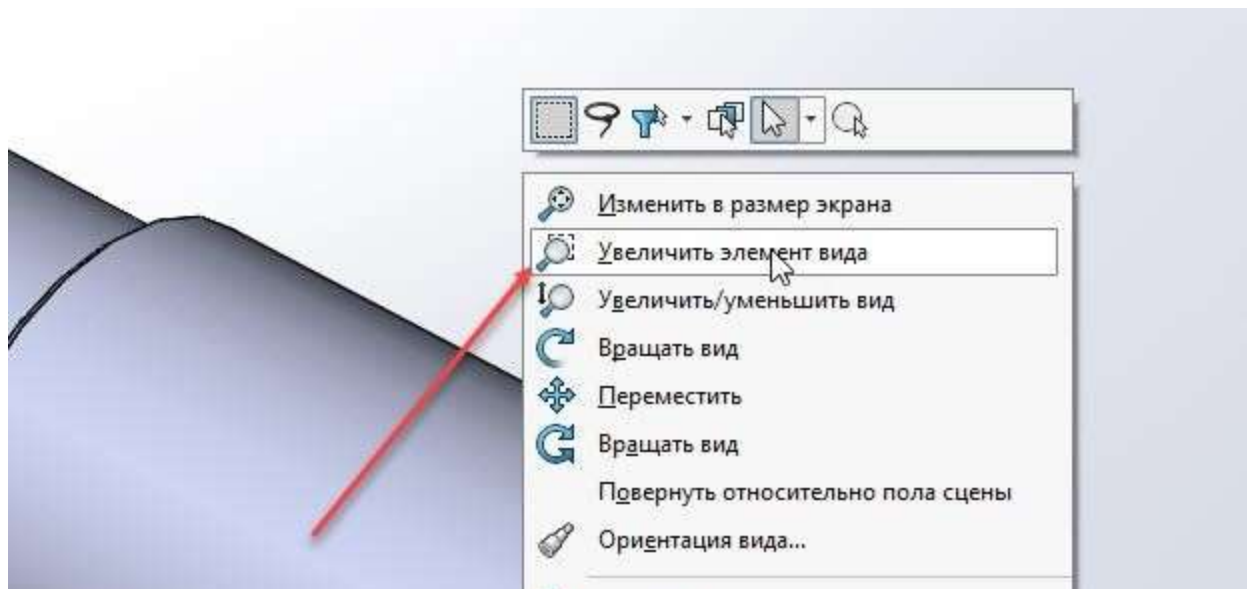 Изменить в размер экрана
Увеличить элемент вида
Увеличить/уменьшить вид
Вращать вид
Переместить
Вращать вид
Повернуть относительно пола сцены
Ориентация вида...